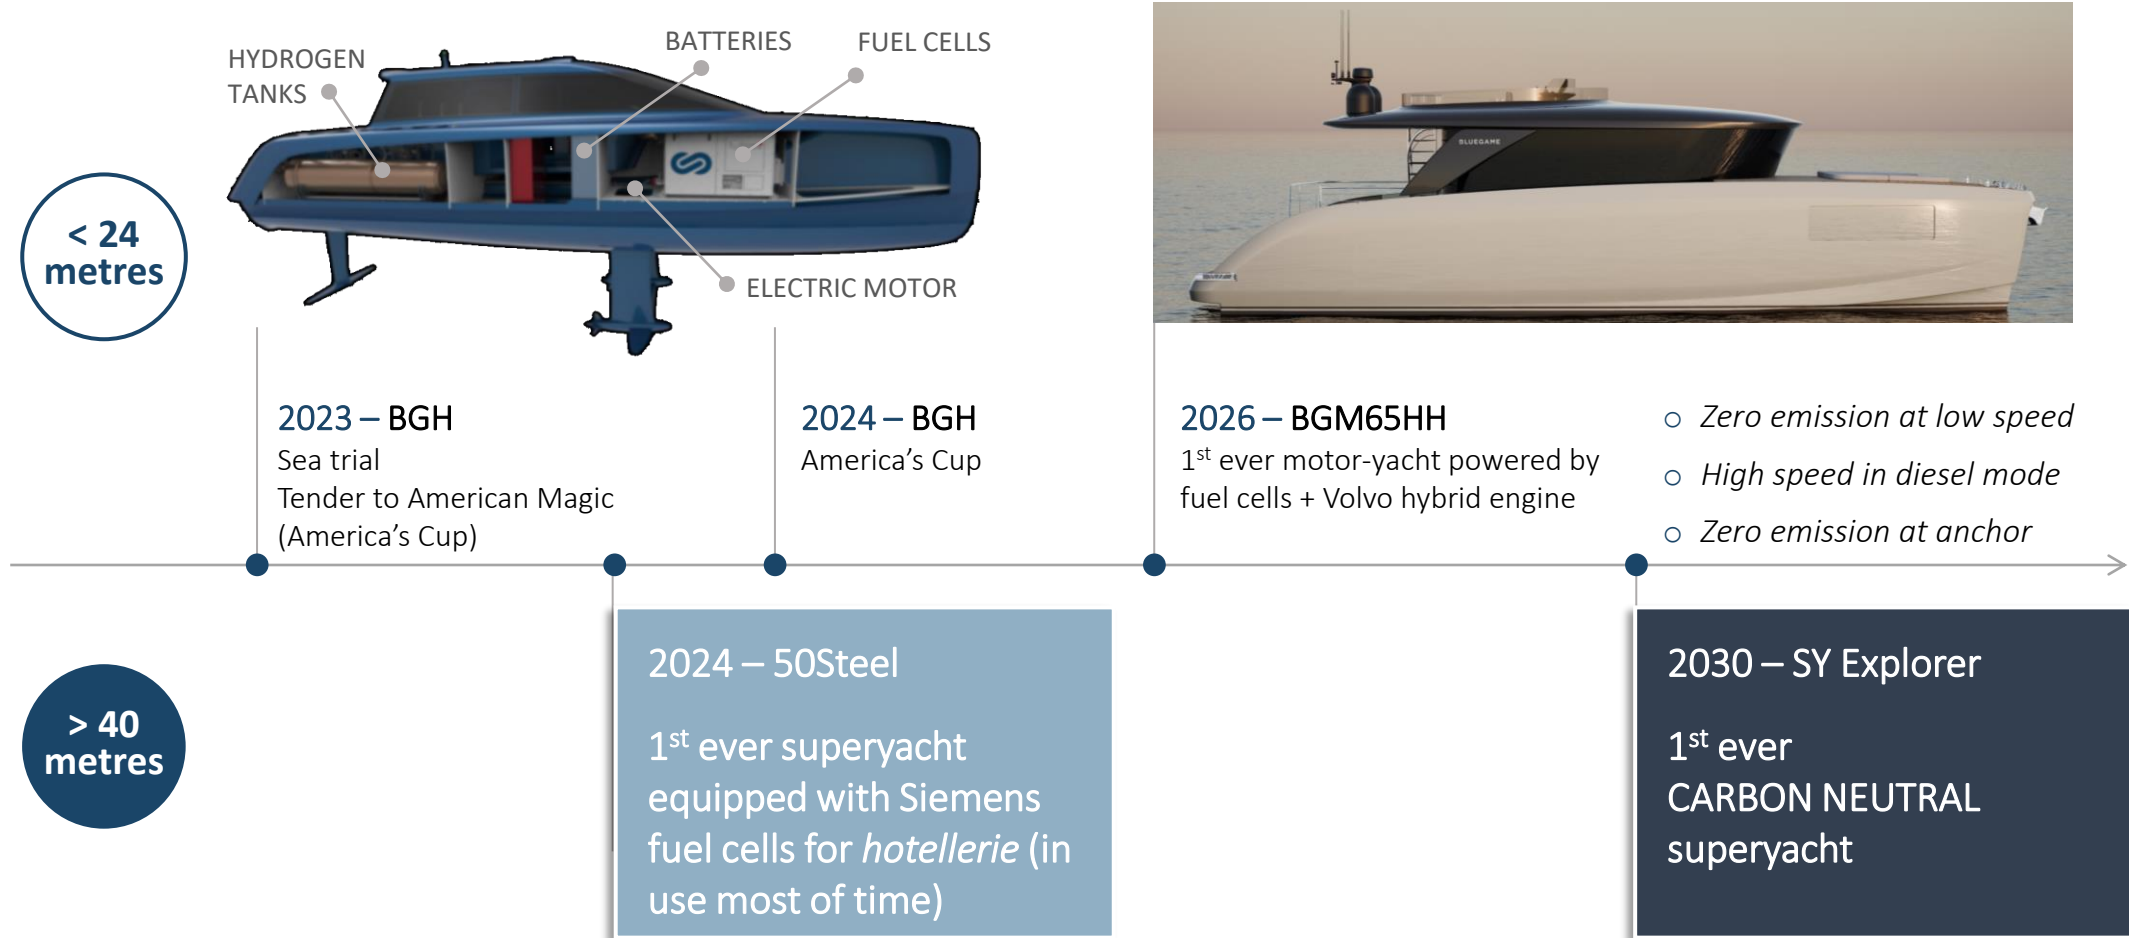 HYDROGEN
TANKS
BATTERIES
FUEL CELLS
ELECTRIC MOTOR
BLUEGAME
< 24
metres
2023 – BGH
Sea trial
Tender to American Magic
(America’s Cup)
2024 – BGH
America’s Cup
2026 – BGM65HH
1st ever motor-yacht powered by
fuel cells + Volvo hybrid engine
o Zero emission at low speed
o High speed in diesel mode
o Zero emission at anchor
> 40
metres
2024 – 50Steel
1st ever superyacht
equipped with Siemens
fuel cells for hotellerie (in
use most of time)
2030 – SY Explorer
1st ever
CARBON NEUTRAL
superyacht